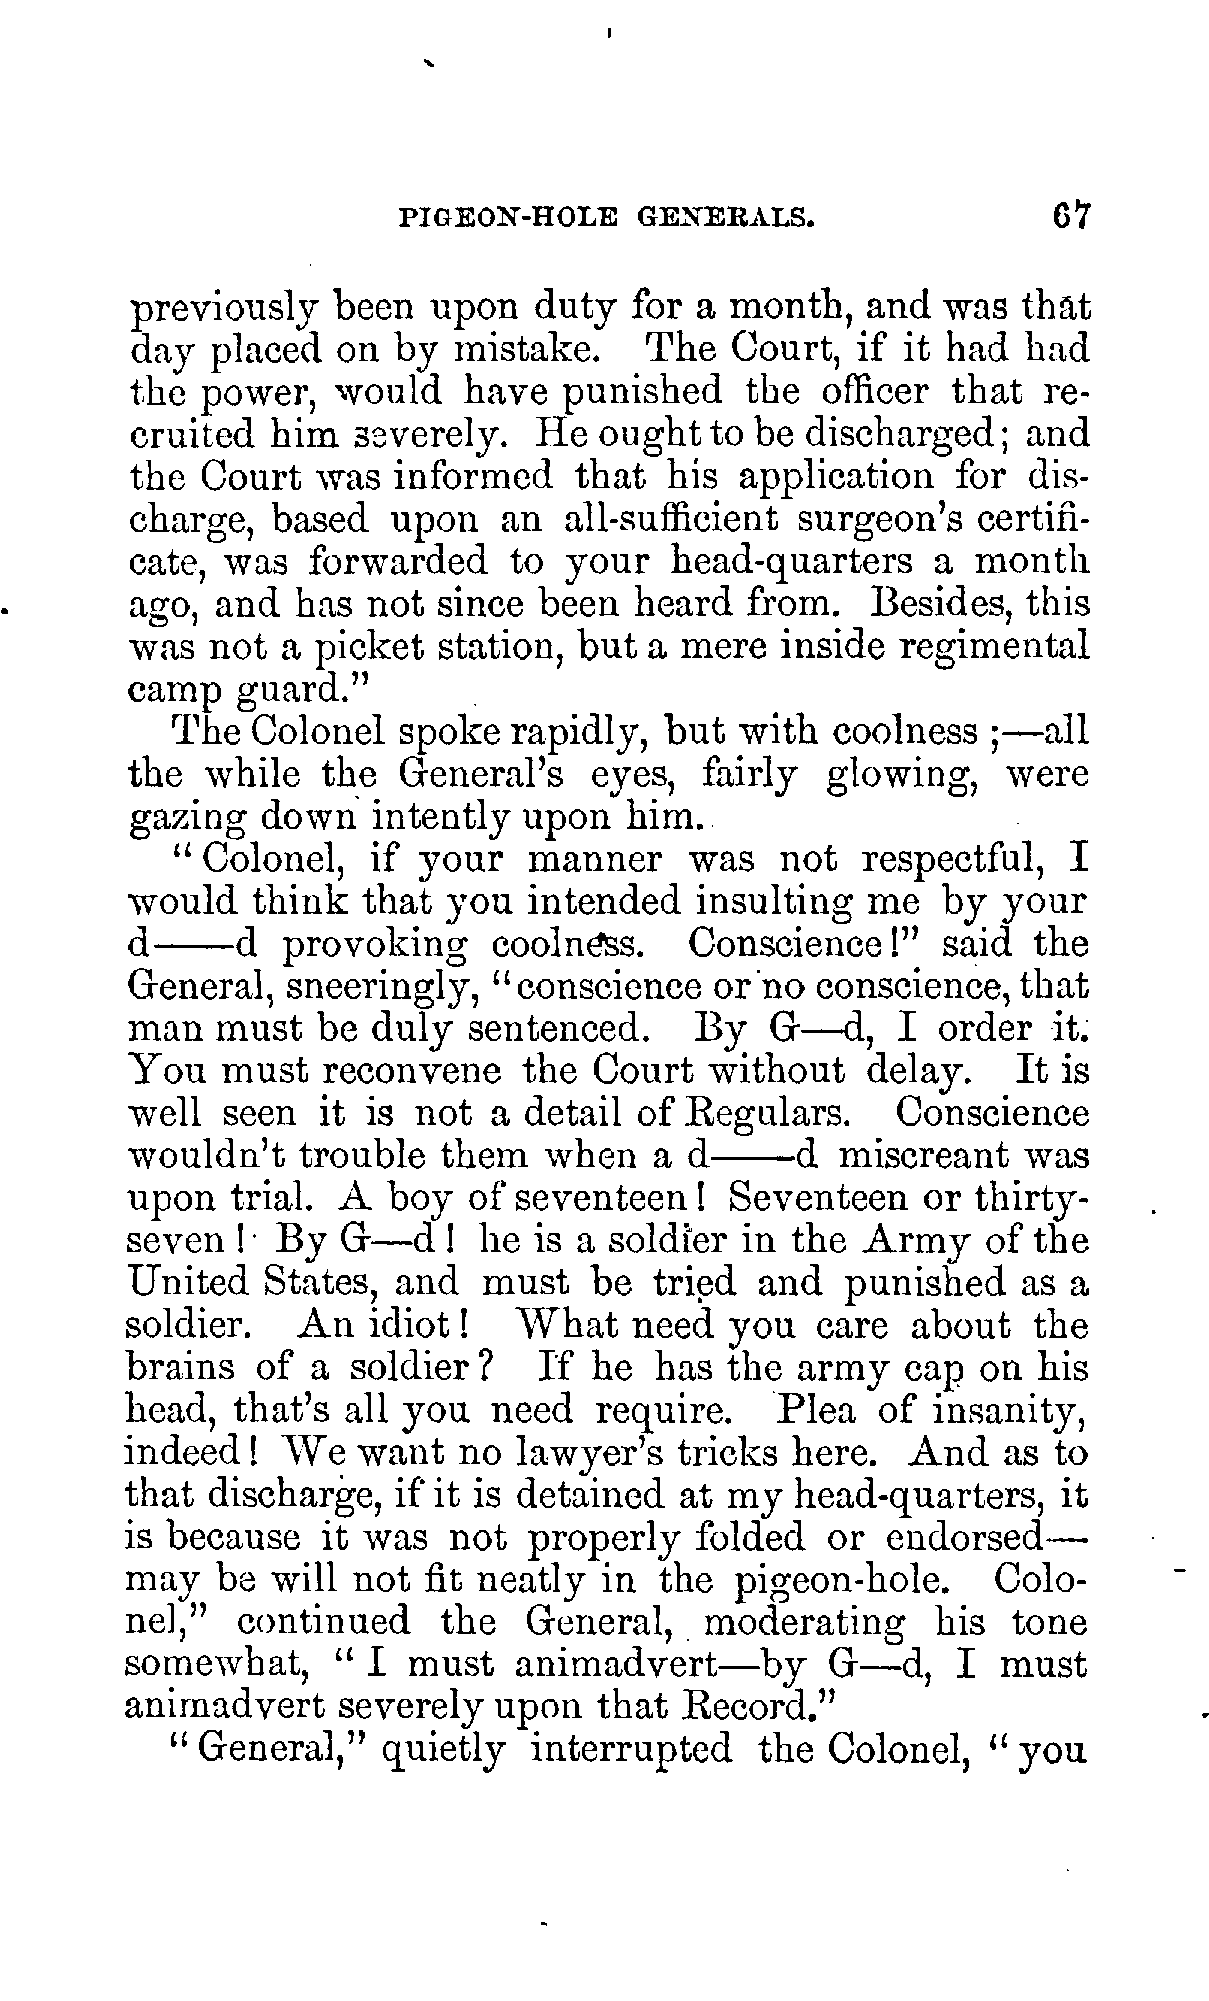 PIGEON-HOLE GENERALS. 67
previously been upon duty for a month, and was that
day placed on by mistake. The Court, if it had had
the power, would have punished the officer that re-
cruited him severely. He ought to be discharged; and
the Court was informed that his application for dis-
charge, based upon an all-sufficient surgeon's certifi-
cate, was forwarded to your head-quarters a month
ago, and has not since been heard from. Besides, this
was not a picket station, but a mere inside regimental
camp guard."
The Colonel spoke rapidly, but with coolness ;—all
the while the General's eyes, fairly glowing, were
gazing down intently upon him.
"Colonel, if your manner was not respectful, I
would think that you intended insulting me by your
d——d provoking coolness. Conscience!" said the
General, sneeringly, "conscience or no conscience, that
man must be duly sentenced. By G—d, I order it.
You must reconvene the Court without delay. It is
well seen it is not a detail of Regulars. Conscience
wouldn't trouble them when a d——d miscreant was
upon trial. A boy of seventeen! Seventeen or thirty-
seven! By G—d! he is a soldier in the Army of the
United States, and must be tried and punished as a
soldier. An idiot! What need you care about the
brains of a soldier? If he has the army cap on his
head, that's all you need require. Plea of insanity,
indeed! We want no lawyer's tricks here. And as to
that discharge, if it is detained at my head-quarters, it
is because it was not properly folded or endorsed—
may be will not fit neatly in the pigeon-hole. Colo-
nel," continued the General, moderating his tone
somewhat, "I must animadvert—by G—d, I must
animadvert severely upon that Record."
"General," quietly interrupted the Colonel, "you